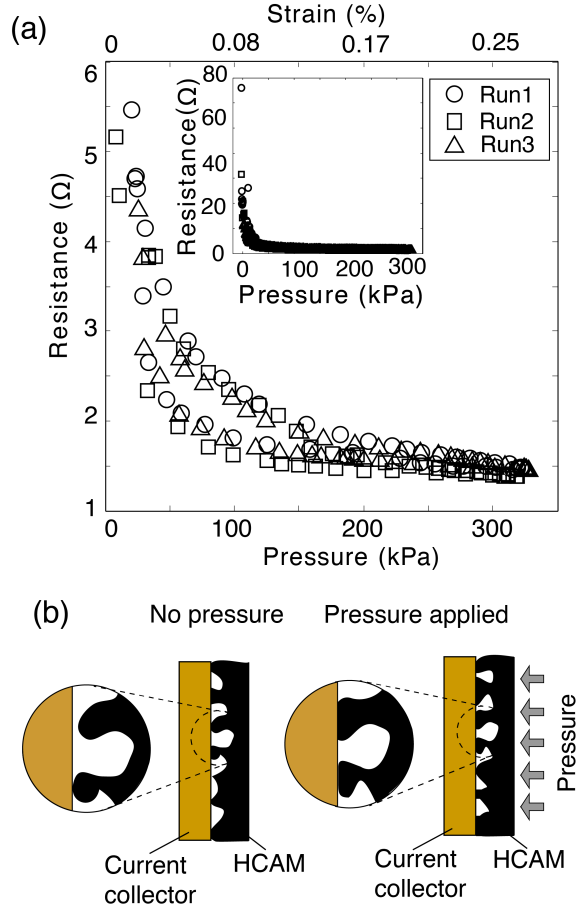 (a)
Strain (%)
0 0.08 0.17 0.25
6
5
4
3
2
1
Resistance (Ω)
80
60
40
20
0
Resistance(Ω)
0 100 200 300
Pressure (kPa)
Run1
Run2
Run3
0 100 200 300
Pressure (kPa)
(b)
No pressure Pressure applied
Pressure
Current collector
HCAM
Current collector
HCAM